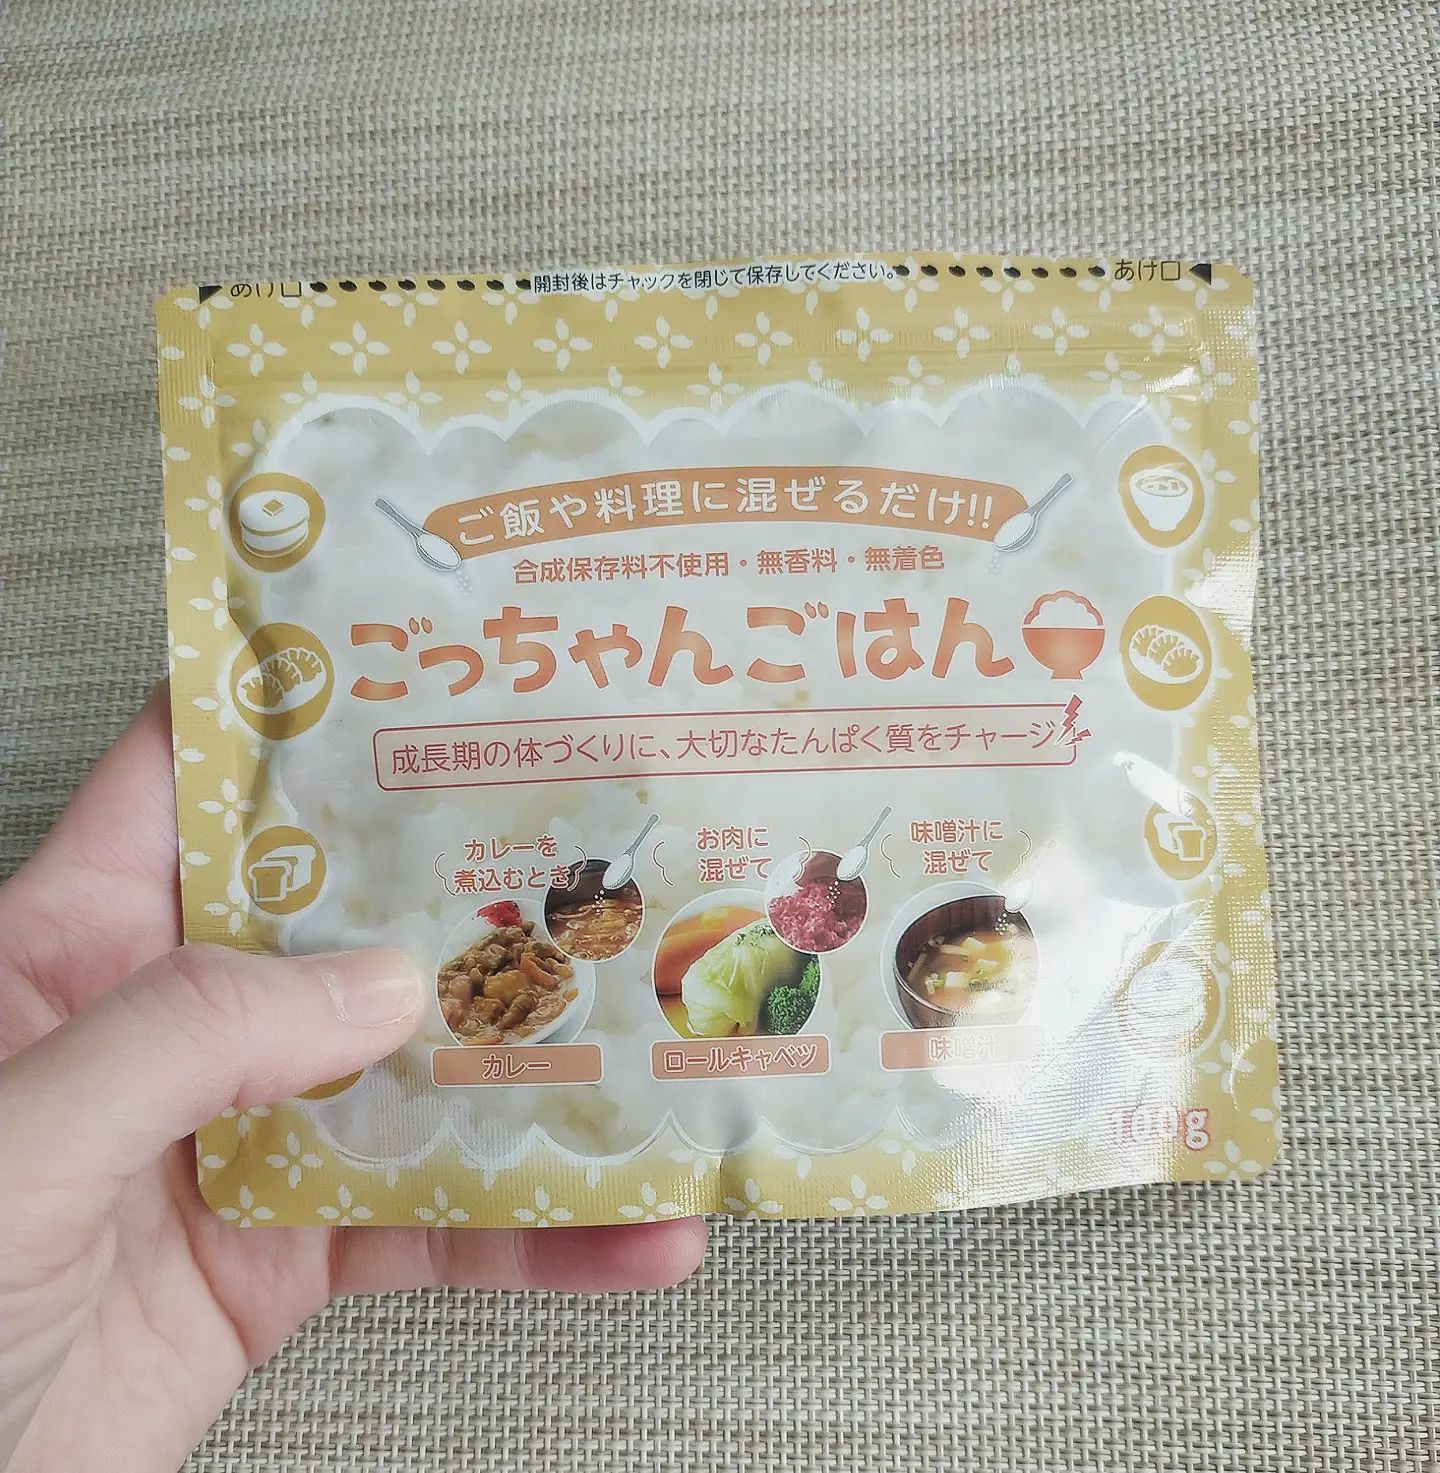 あけ口 開封後はチャックを閉じて保存してください。 あけ口
ご飯や料理に混ぜるだけ!!
合成保存料不使用・無香料・無着色
ごっちゃんごはん
成長期の体づくりに、大切なたんぱく質をチャージ
カレーを
煮込むとき
お肉に
混ぜて
味噌汁に
混ぜて
カレー
ロールキャベツ
味噌汁
100g